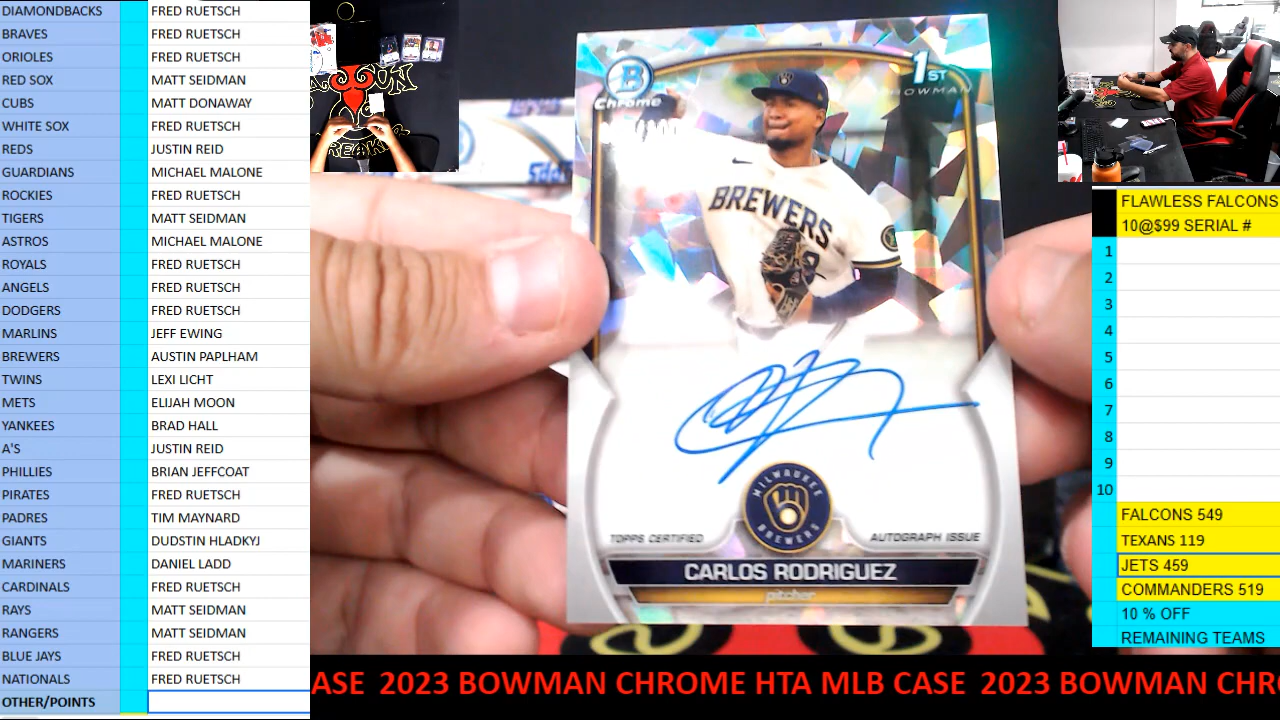 DIAMONDBACKS FRED RUETSCH
BRAVES FRED RUETSCH
ORIOLES FRED RUETSCH
RED SOX MATT SEIDMAN
CUBS MATT DONAWAY
WHITE SOX FRED RUETSCH
REDS JUSTIN REID
GUARDIANS MICHAEL MALONE
ROCKIES FRED RUETSCH
TIGERS MATT SEIDMAN
ASTROS MICHAEL MALONE
ROYALS FRED RUETSCH
ANGELS FRED RUETSCH
DODGERS FRED RUETSCH
MARLINS JEFF EWING
BREWERS AUSTIN PAPLHAM
TWINS LEXI LICHT
METS ELIJAH MOON
YANKEES BRAD HALL
A'S JUSTIN REID
PHILLIES BRIAN JEFFCOAT
PIRATES FRED RUETSCH
PADRES TIM MAYNARD
GIANTS DUDSTIN HLADKYJ
MARINERS DANIEL LADD
CARDINALS FRED RUETSCH
RAYS MATT SEIDMAN
RANGERS MATT SEIDMAN
BLUE JAYS FRED RUETSCH
NATIONALS FRED RUETSCH
OTHER/POINTS
B
Chrome
1ST
BOWMAN
BREWERS
MILWAUKEE
BREWERS
TOPPS CERTIFIED
AUTOGRAPH ISSUE
CARLOS RODRIGUEZ
pitcher
FLAWLESS FALCONS
10@$99 SERIAL #
1
2
3
4
5
6
7
8
9
10
FALCONS 549
TEXANS 119
JETS 459
COMMANDERS 519
10 % OFF
REMAINING TEAMS
ASE 2023 BOWMAN CHROME HTA MLB CASE 2023 BOWMAN CHRO